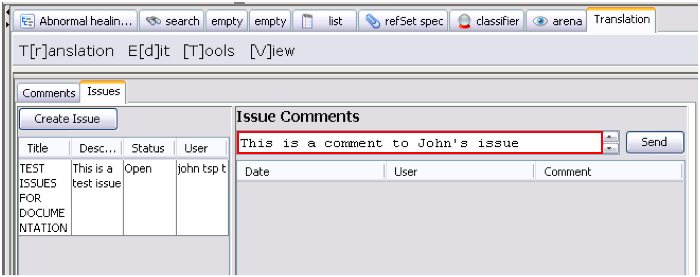 Abnormal healin... search empty empty list refSet spec classifier arena Translation
T[r]anslation E[d]it [T]ools [V]iew
Comments Issues
Create Issue
Issue Comments
This is a comment to John's issue Send
Title Desc... Status User
Date User Comment
TEST This is a Open john tsp t
ISSUES test issue
FOR
DOCUME
NTATION